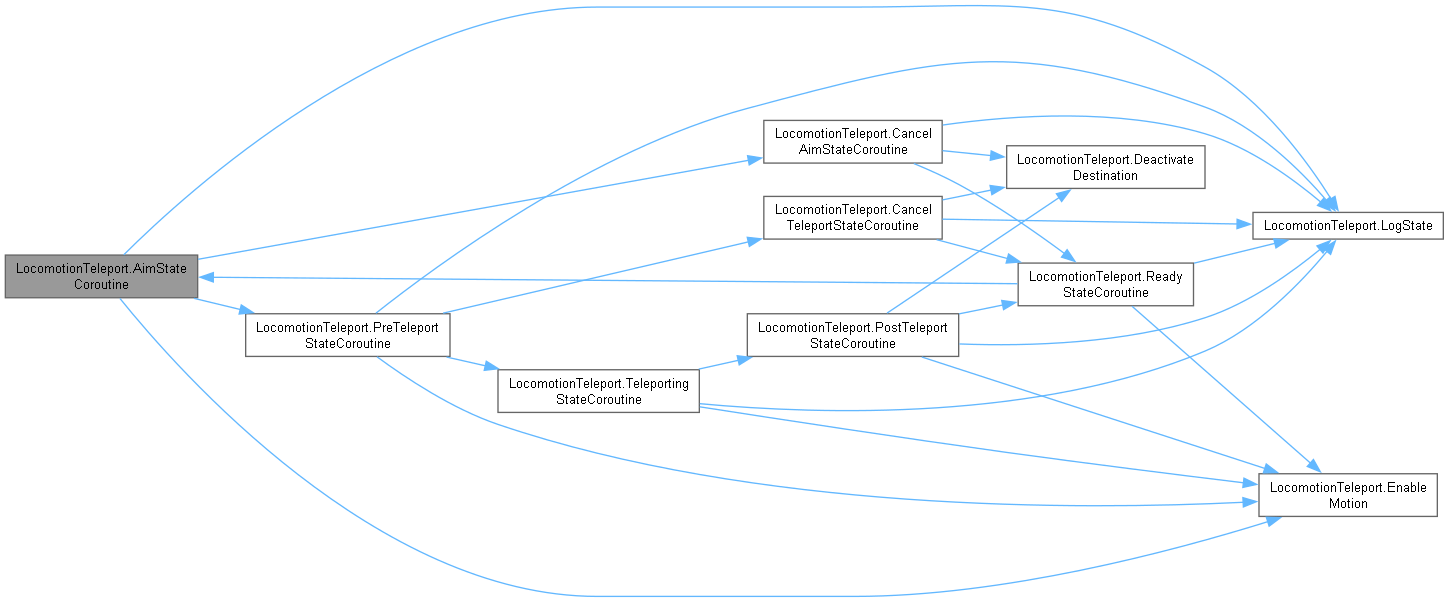 LocomotionTeleport.Cancel
AimStateCoroutine
LocomotionTeleport.Deactivate
Destination
LocomotionTeleport.Cancel
TeleportStateCoroutine
LocomotionTeleport.LogState
LocomotionTeleport.AimState
Coroutine
LocomotionTeleport.Ready
StateCoroutine
LocomotionTeleport.PreTeleport
StateCoroutine
LocomotionTeleport.PostTeleport
StateCoroutine
LocomotionTeleport.Teleporting
StateCoroutine
LocomotionTeleport.Enable
Motion